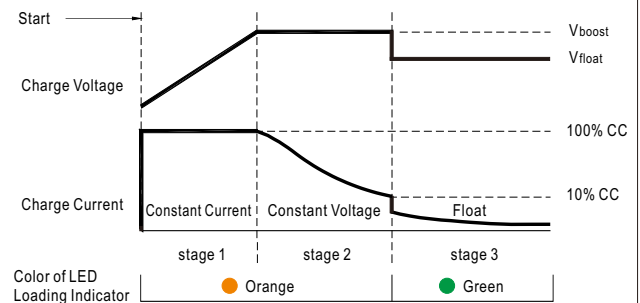 Start
Vboost
Vfloat
Charge Voltage
100% CC
10% CC
Charge Current
Constant Current
Constant Voltage
Float
stage 1
stage 2
stage 3
Color of LED
Loading Indicator
Orange
Green